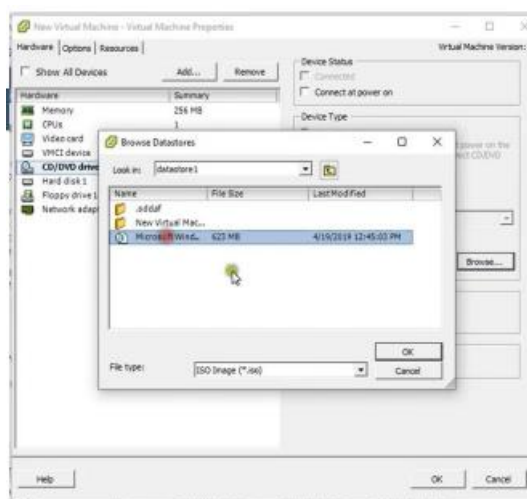 New Virtual Machine - Virtual Machine Properties
Hardware Options Resources
Virtual Machine Version:
Show All Devices
Add...
Remove
Hardware
Summary
Memory
256 MB
CPUs
1
Video card
VMCI device
CD/DVD drive
Hard disk 1
Floppy drive 1
Network adap
Device Status
Connected
Connect at power on
Device Type
Browse...
Browse Datastores
Look in:
datastore1
Name
File Size
Last Modified
New Virtual Mac...
Microsoft Wind...
623 MB
4/19/2019 12:45:03 PM
File type:
ISO Image (*.iso)
OK
Cancel
Help
OK
Cancel